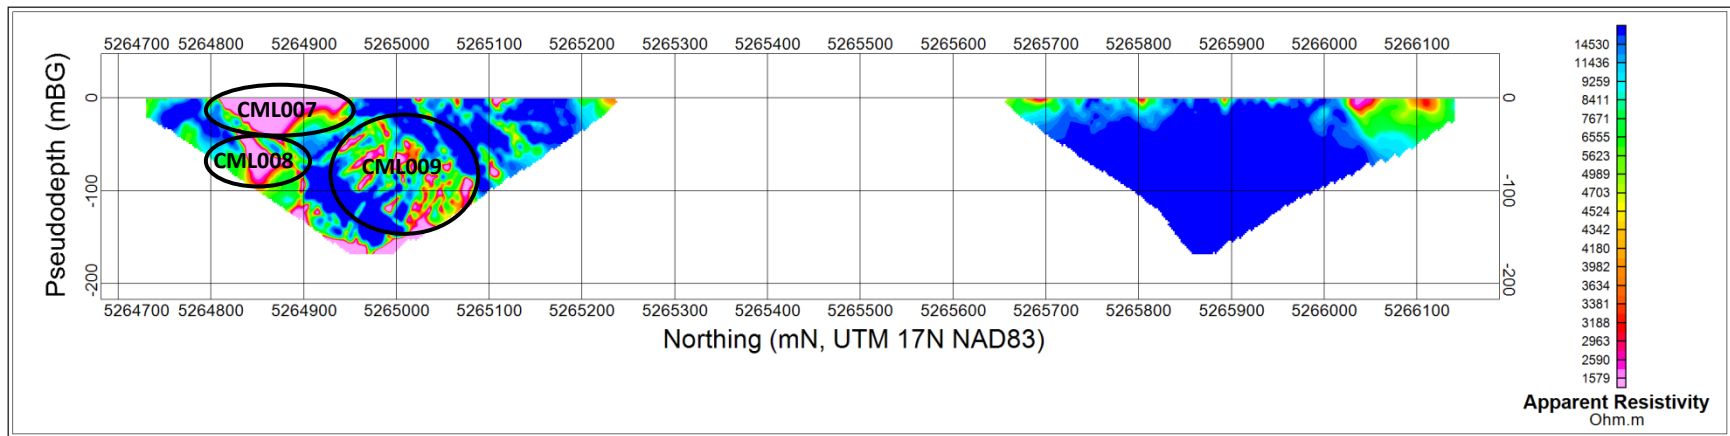 5264700 5264800 5264900 5265000 5265100 5265200 5265300 5265400 5265500 5265600 5265700 5265800 5265900 5266000 5266100
Pseudodepth (mBG)
0
-100
-200
CML007
CML008
CML009
0
-100
-200
5264700 5264800 5264900 5265000 5265100 5265200 5265300 5265400 5265500 5265600 5265700 5265800 5265900 5266000 5266100
Northing (mN, UTM 17N NAD83)
14530
11436
9259
8411
7671
6555
5623
4989
4703
4524
4342
4180
3982
3634
3381
3188
2963
2590
1579
Apparent Resistivity
Ohm.m